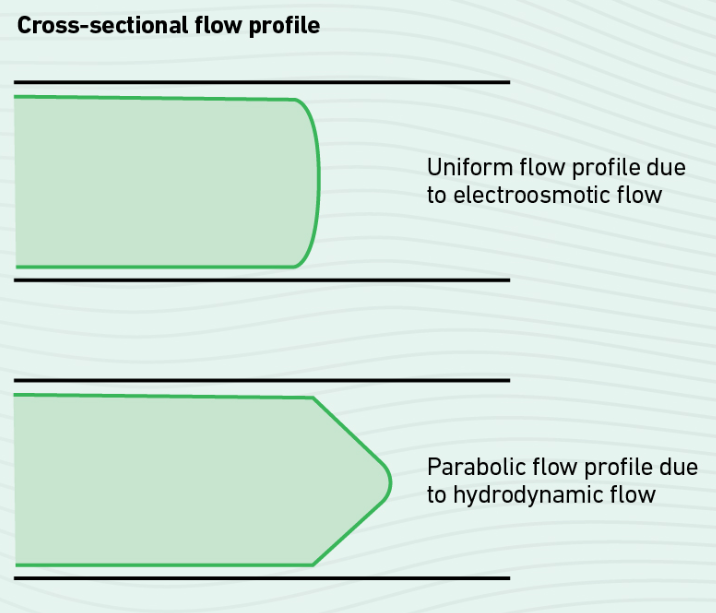 Cross-sectional flow profile
Uniform flow profile due
to electroosmotic flow
Parabolic flow profile due
to hydrodynamic flow